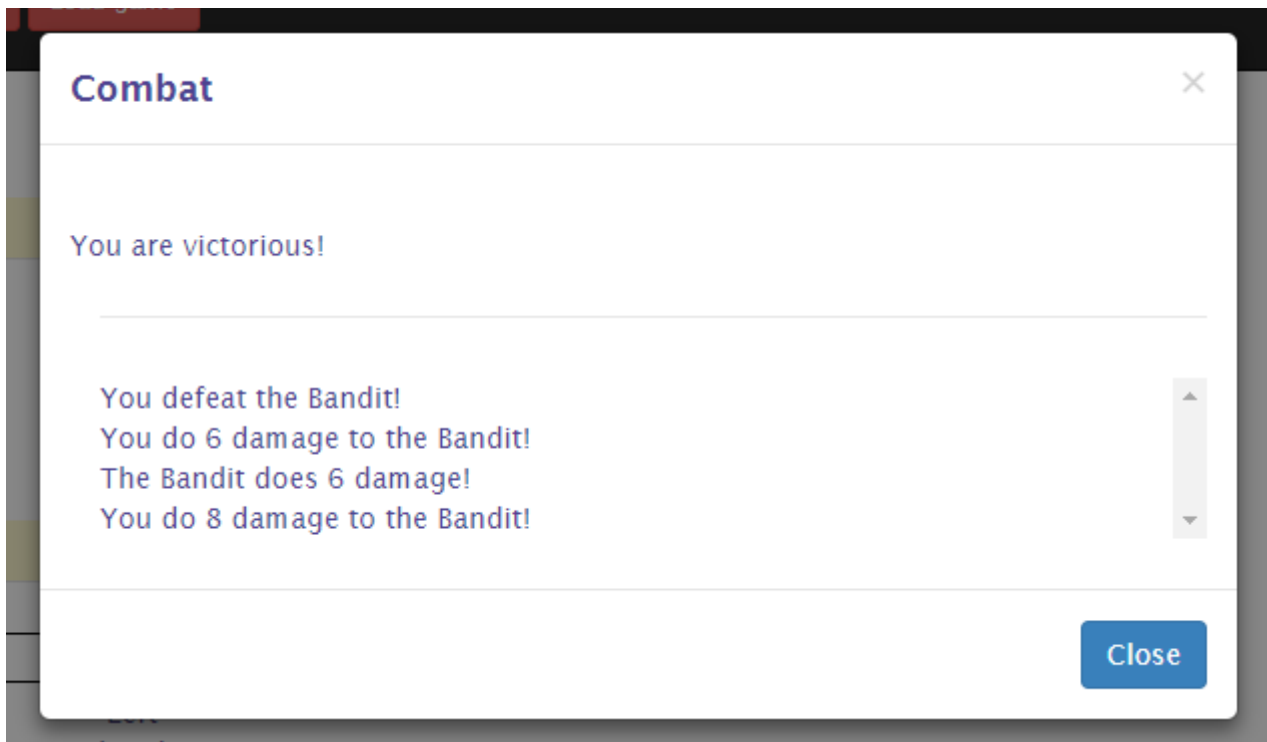 Combat
×
You are victorious!
You defeat the Bandit!
You do 6 damage to the Bandit!
The Bandit does 6 damage!
You do 8 damage to the Bandit!
Close